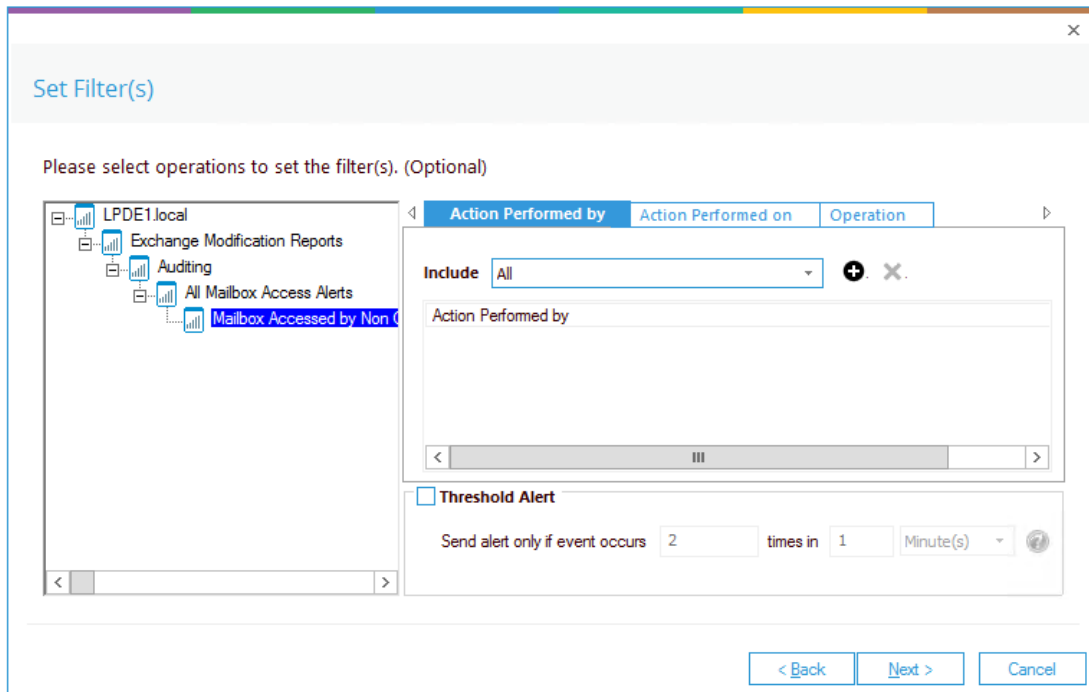 Set Filter(s)
Please select operations to set the filter(s). (Optional)
LPDE1.local
Exchange Modification Reports
Auditing
All Mailbox Access Alerts
Mailbox Accessed by Non
Action Performed by Action Performed on Operation
Include All
Action Performed by
Threshold Alert
Send alert only if event occurs 2 times in 1 Minute(s)
< Back Next > Cancel